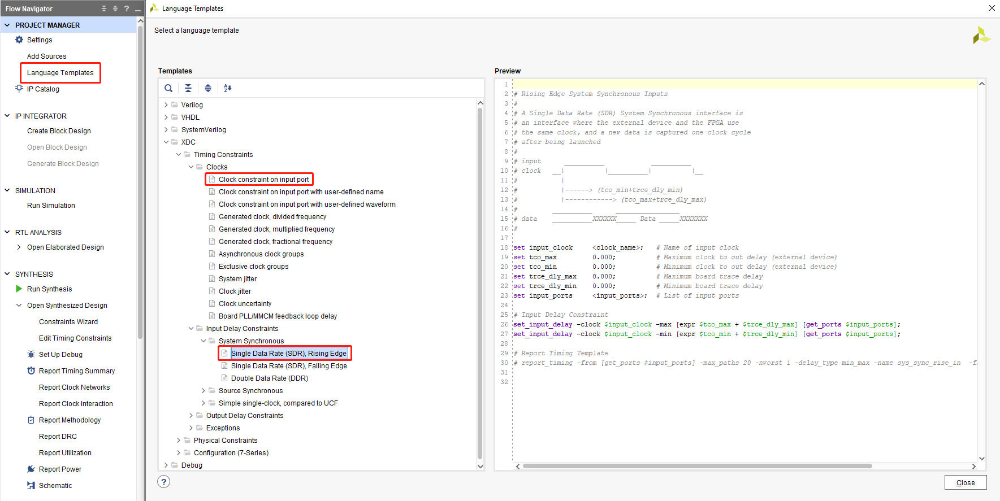 Flow Navigator
?
PROJECT MANAGER
Settings
Add Sources
Language Templates
IP Catalog
IP INTEGRATOR
Create Block Design
Open Block Design
Generate Block Design
SIMULATION
Run Simulation
RTL ANALYSIS
Open Elaborated Design
SYNTHESIS
Run Synthesis
Open Synthesized Design
Constraints Wizard
Edit Timing Constraints
Set Up Debug
Report Timing Summary
Report Clock Networks
Report Clock Interaction
Report Methodology
Report DRC
Report Utilization
Report Power
Schematic
Language Templates
Select a language template
Templates
Verilog
VHDL
SystemVerilog
XDC
Timing Constraints
Clocks
Clock constraint on input port
Clock constraint on input port with user-defined name
Clock constraint on input port with user-defined waveform
Generated clock, divided frequency
Generated clock, multiplied frequency
Generated clock, fractional frequency
Asynchronous clock groups
Exclusive clock groups
System jitter
Clock jitter
Clock uncertainty
Board PLL/MMCM feedback loop delay
Input Delay Constraints
System Synchronous
Single Data Rate (SDR), Rising Edge
Single Data Rate (SDR), Falling Edge
Double Data Rate (DDR)
Source Synchronous
Simple single-clock, compared to UCF
Output Delay Constraints
Exceptions
Physical Constraints
Configuration (7-Series)
Debug
?
Preview
1
2 # Rising Edge System Synchronous Inputs
3 #
4 # A Single Data Rate (SDR) System Synchronous interface is
5 # an interface where the external device and the FPGA use
6 # the same clock, and a new data is captured one clock cycle
7 # after being launched
8 #
9 # input      __________            __________
10 # clock   __|          |__________|          |__
11 #           |
12 #           |------> (tco_min+trce_dly_min)
13 #           |------------> (tco_max+trce_dly_max)
14 #         __________      ________________
15 # data    __________XXXXXX_____ Data _____XXXXXXX
16 #
17
18 set input_clock     <clock_name>;   # Name of input clock
19 set tco_max         0.000;          # Maximum clock to out delay (external device)
20 set tco_min         0.000;          # Minimum clock to out delay (external device)
21 set trce_dly_max    0.000;          # Maximum board trace delay
22 set trce_dly_min    0.000;          # Minimum board trace delay
23 set input_ports     <input_ports>;  # List of input ports
24
25 # Input Delay Constraint
26 set_input_delay -clock $input_clock -max [expr $tco_max + $trce_dly_max] [get_ports $input_ports];
27 set_input_delay -clock $input_clock -min [expr $tco_min + $trce_dly_min] [get_ports $input_ports];
28
29 # Report Timing Template
30 # report_timing -from [get_ports $input_ports] -max_paths 20 -nworst 1 -delay_type min_max -name sys_sync_rise_in  -f
31
32
Close